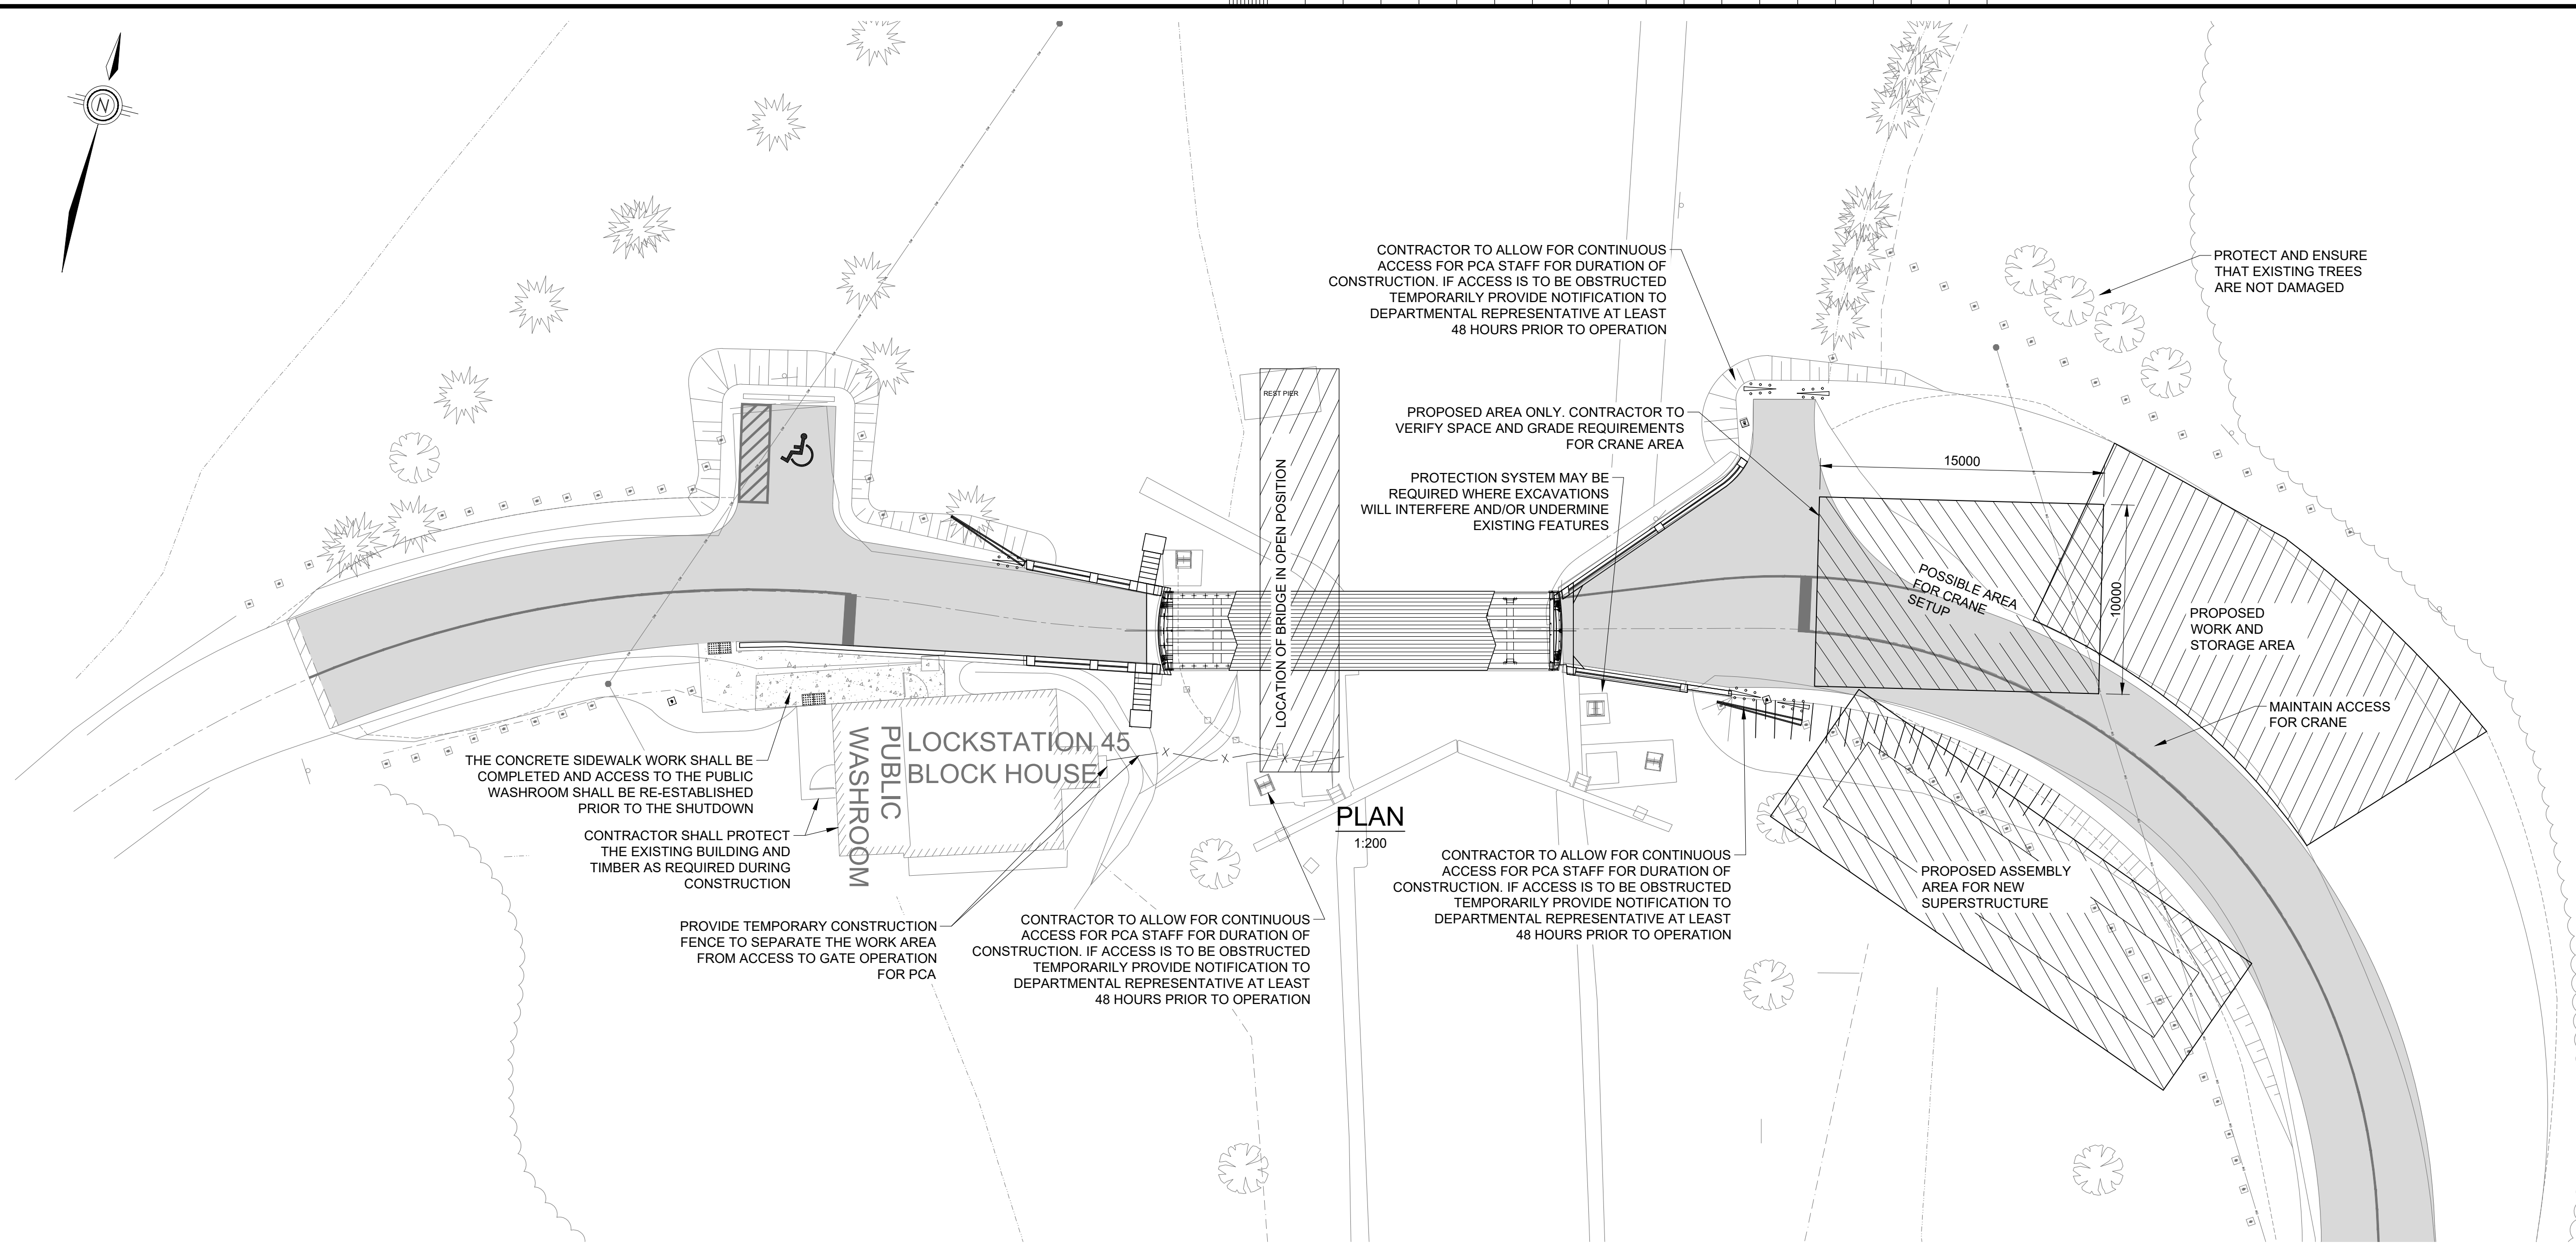 N
CONTRACTOR TO ALLOW FOR CONTINUOUS
ACCESS FOR PCA STAFF FOR DURATION OF
CONSTRUCTION. IF ACCESS IS TO BE OBSTRUCTED
TEMPORARILY PROVIDE NOTIFICATION TO
DEPARTMENTAL REPRESENTATIVE AT LEAST
48 HOURS PRIOR TO OPERATION
PROTECT AND ENSURE
THAT EXISTING TREES
ARE NOT DAMAGED
REST PIER
LOCATION OF BRIDGE IN OPEN POSITION
PROPOSED AREA ONLY. CONTRACTOR TO
VERIFY SPACE AND GRADE REQUIREMENTS
FOR CRANE AREA
PROTECTION SYSTEM MAY BE
REQUIRED WHERE EXCAVATIONS
WILL INTERFERE AND/OR UNDERMINE
EXISTING FEATURES
15000
10000
POSSIBLE AREA
FOR CRANE
SETUP
PROPOSED
WORK AND
STORAGE AREA
MAINTAIN ACCESS
FOR CRANE
PUBLIC
WASHROOM
LOCKSTATION 45
BLOCK HOUSE
X
X
X
THE CONCRETE SIDEWALK WORK SHALL BE
COMPLETED AND ACCESS TO THE PUBLIC
WASHROOM SHALL BE RE-ESTABLISHED
PRIOR TO THE SHUTDOWN
CONTRACTOR SHALL PROTECT
THE EXISTING BUILDING AND
TIMBER AS REQUIRED DURING
CONSTRUCTION
PLAN
1:200
PROVIDE TEMPORARY CONSTRUCTION
FENCE TO SEPARATE THE WORK AREA
FROM ACCESS TO GATE OPERATION
FOR PCA
CONTRACTOR TO ALLOW FOR CONTINUOUS
ACCESS FOR PCA STAFF FOR DURATION OF
CONSTRUCTION. IF ACCESS IS TO BE OBSTRUCTED
TEMPORARILY PROVIDE NOTIFICATION TO
DEPARTMENTAL REPRESENTATIVE AT LEAST
48 HOURS PRIOR TO OPERATION
CONTRACTOR TO ALLOW FOR CONTINUOUS
ACCESS FOR PCA STAFF FOR DURATION OF
CONSTRUCTION. IF ACCESS IS TO BE OBSTRUCTED
TEMPORARILY PROVIDE NOTIFICATION TO
DEPARTMENTAL REPRESENTATIVE AT LEAST
48 HOURS PRIOR TO OPERATION
PROPOSED ASSEMBLY
AREA FOR NEW
SUPERSTRUCTURE